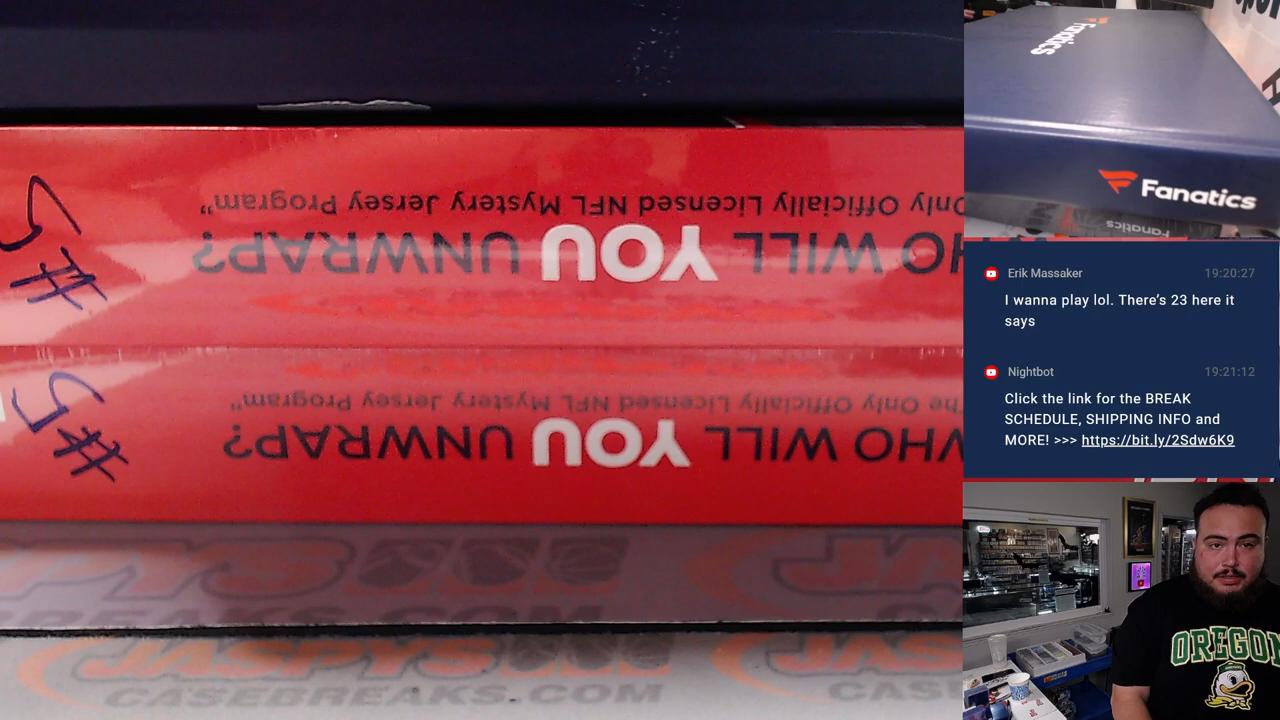 #5
The Only Officially Licensed NFL Mystery Jersey Program"
HO WILL YOU UNWRAP?
#5
he Only Officially Licensed NFL Mystery Jersey Program"
WHO WILL YOU UNWRAP?
JASPYS
CASEBREAKS.COM
Fanatics
Fanatics
Erik Massaker 19:20:27
I wanna play lol. There's 23 here it
says
Nightbot 19:21:12
Click the link for the BREAK
SCHEDULE, SHIPPING INFO and
MORE! >>> https://bit.ly/2Sdw6K9
OREGON